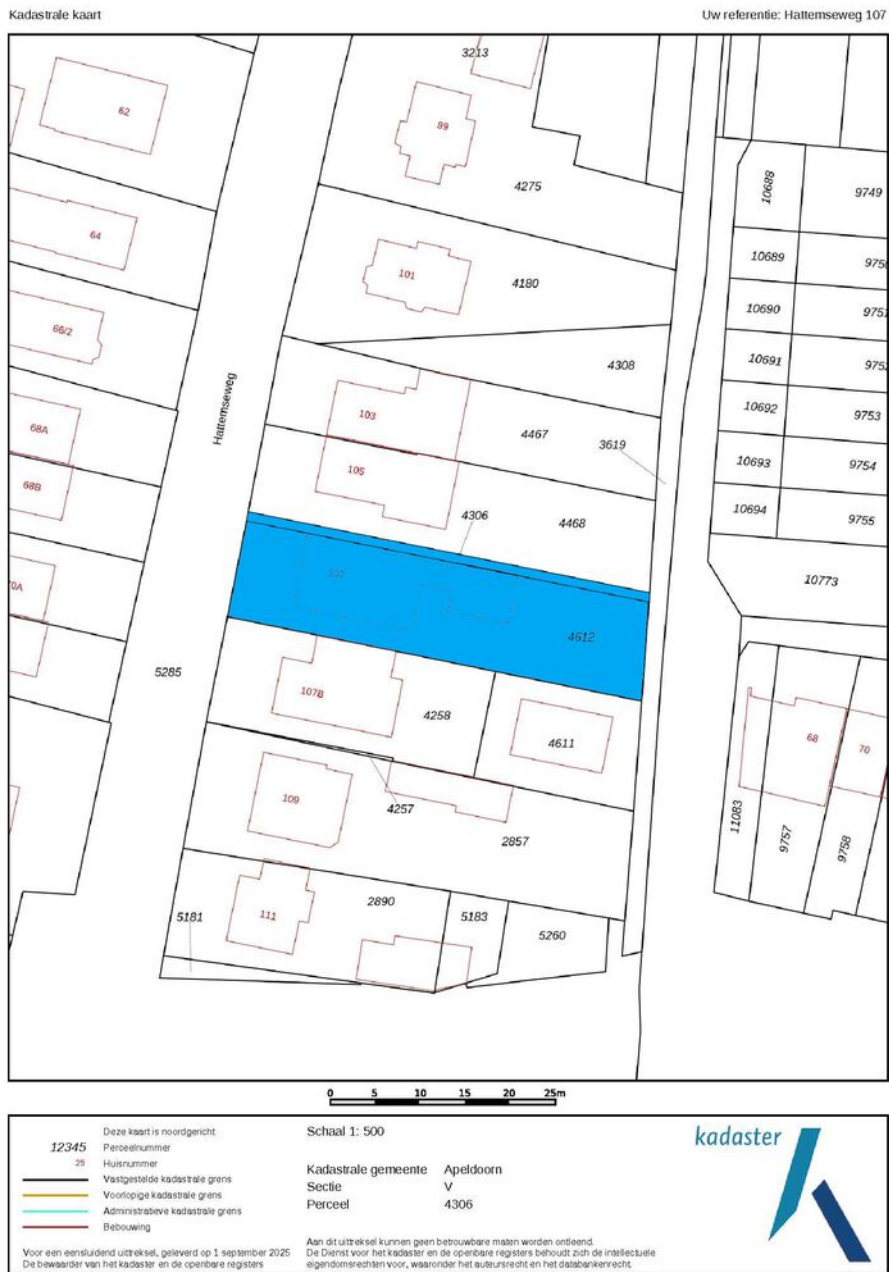 Kadastrale kaart
Uw referentie: Hattemseweg 107
3213
62
89
4275
10688
9749
64
10689
101
4180
10690
66/2
4308
10691
68A
103
4467
10692
9753
Hattemseweg
3619
105
10693
9754
68B
4306
4468
10694
9755
107
10773
4612
5285
107B
4258
4611
68
70
109
4257
11083
9757
9758
2857
5181
111
2890
5183
5260
0 5 10 15 20 25m
Deze kaart is noordgericht
12345 Perceelnummer
25 Huisnummer
Vastgestelde kadastrale grens
Voorlopige kadastrale grens
Administratieve kadastrale grens
Bebouwing
Voor een eensluidend uittreksel, geleverd op 1 september 2025
De bewaarder van het kadaster en de openbare registers
Schaal 1: 500
Kadastrale gemeente Apeldoorn
Sectie V
Perceel 4306
Aan dit uittreksel kunnen geen betrouwbare maten worden ontleend.
De Dienst voor het kadaster en de openbare registers behoudt zich de intellectuele
eigendomsrechten voor, waaronder het auteursrecht en het databankenrecht.
kadaster